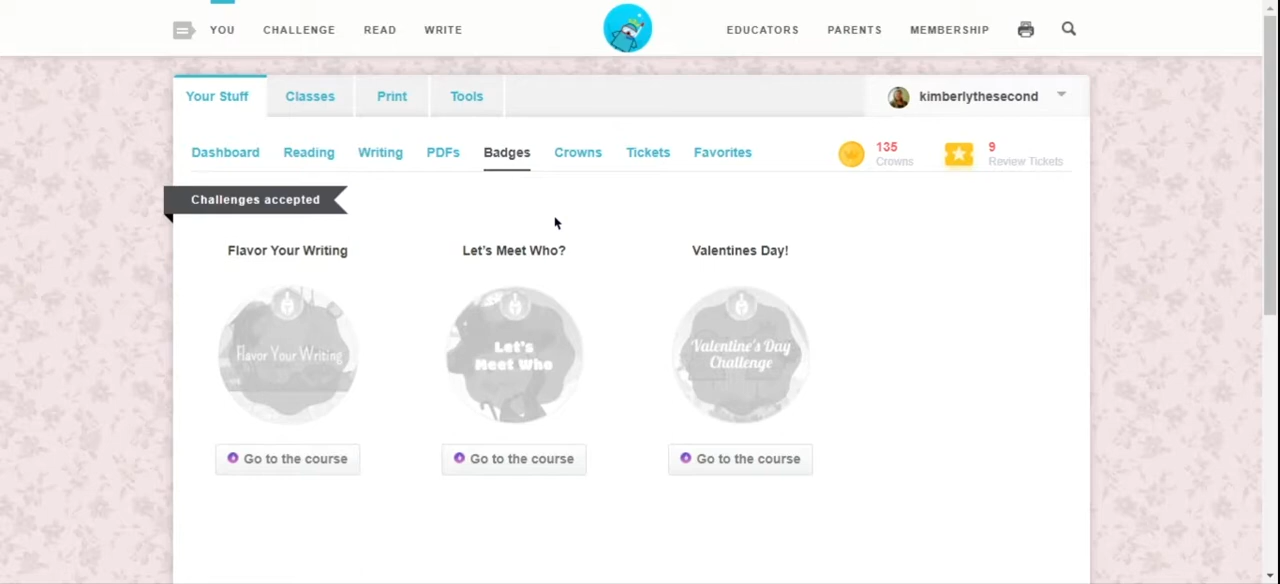 YOU CHALLENGE READ WRITE EDUCATORS PARENTS MEMBERSHIP
Your Stuff Classes Print Tools kimberlythesecond
Dashboard Reading Writing PDFs Badges Crowns Tickets Favorites 135 Crowns 9 Review Tickets
Challenges accepted
Flavor Your Writing Let's Meet Who? Valentines Day!
Flavor Your Writing Let's Meet Who Valentine's Day Challenge
Go to the course Go to the course Go to the course